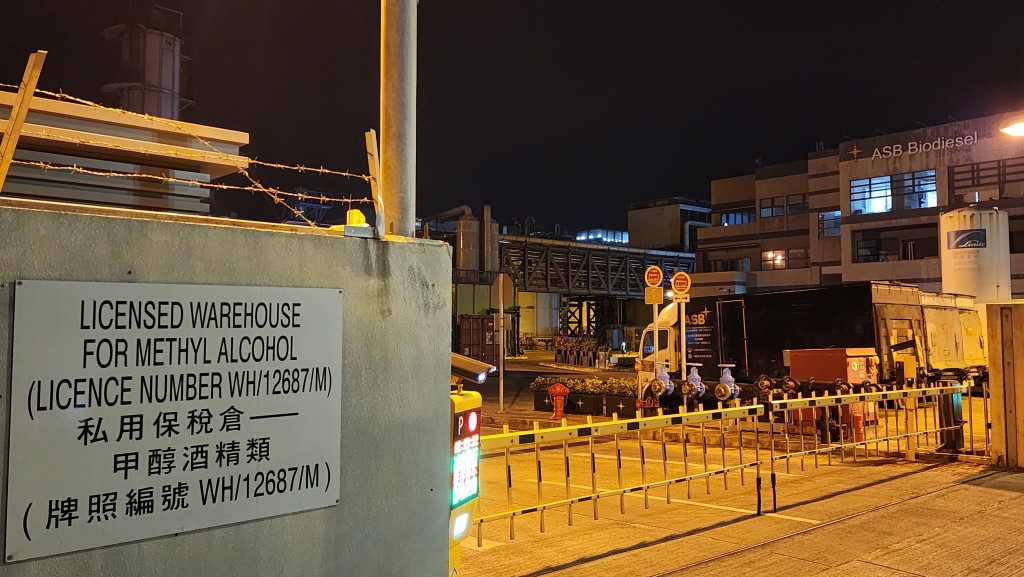 LICENSED WAREHOUSE
FOR METHYL ALCOHOL
(LICENCE NUMBER WH/12687/M)
私用保稅倉——
甲醇酒精類
(牌照編號 WH/12687/M)
ASB Biodiesel
Linde
ASB
P